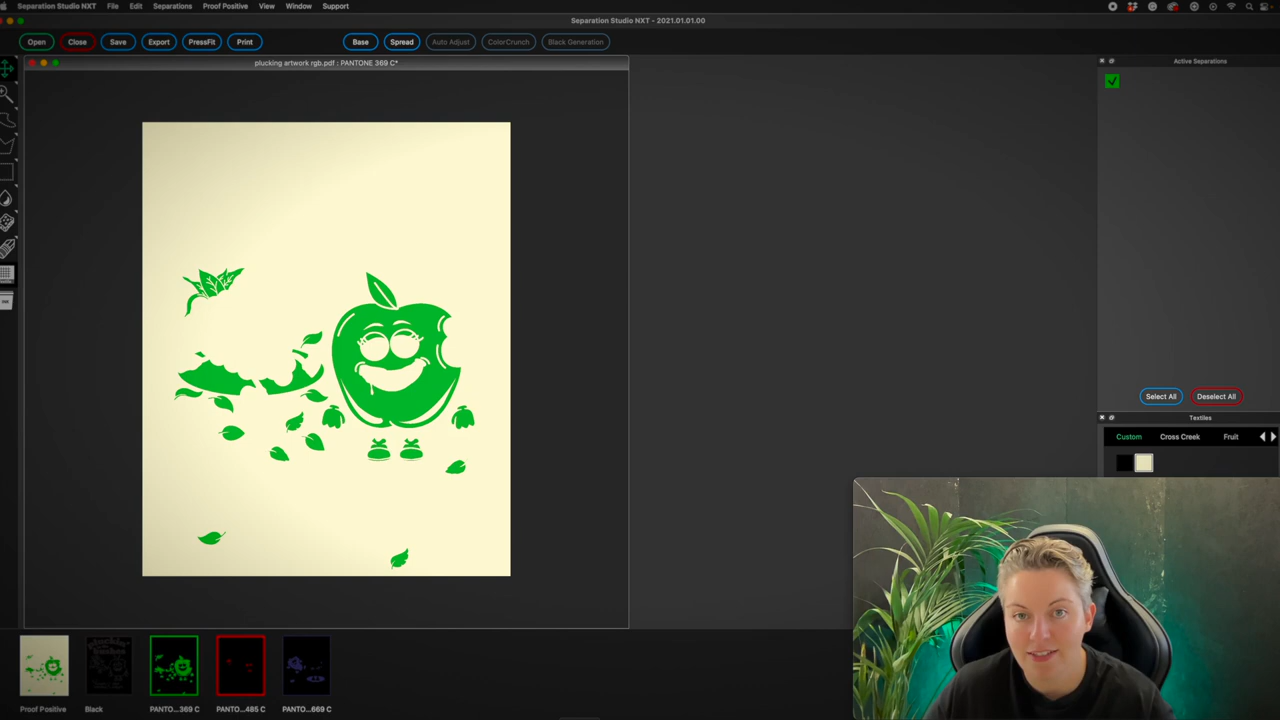 Separation Studio NXT File Edit Separations Proof Positive View Window Support
Separation Studio NXT - 2021.01.01.00
Open Close Save Export PressFit Print Base Spread Auto Adjust ColorCrunch Black Generation
plucking artwork rgb.pdf : PANTONE 369 C*
Active Separations
Select All Deselect All
Textiles
Custom Cross Creek Fruit
Proof Positive Black PANTO...369 C PANTO...485 C PANTO...669 C